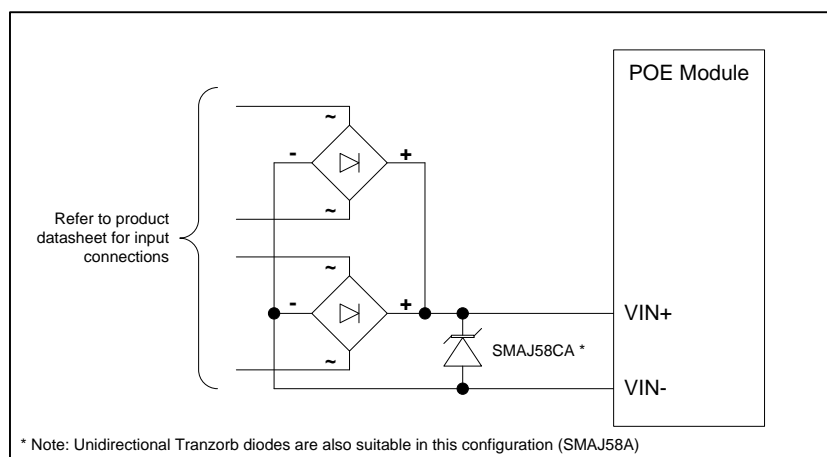 POE Module
~
- +
~
Refer to product
datasheet for input
connections
~
- +
~
VIN+
SMAJ58CA *
VIN-
* Note: Unidirectional Tranzorb diodes are also suitable in this configuration (SMAJ58A)